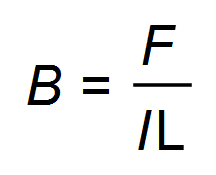 B = F / IL